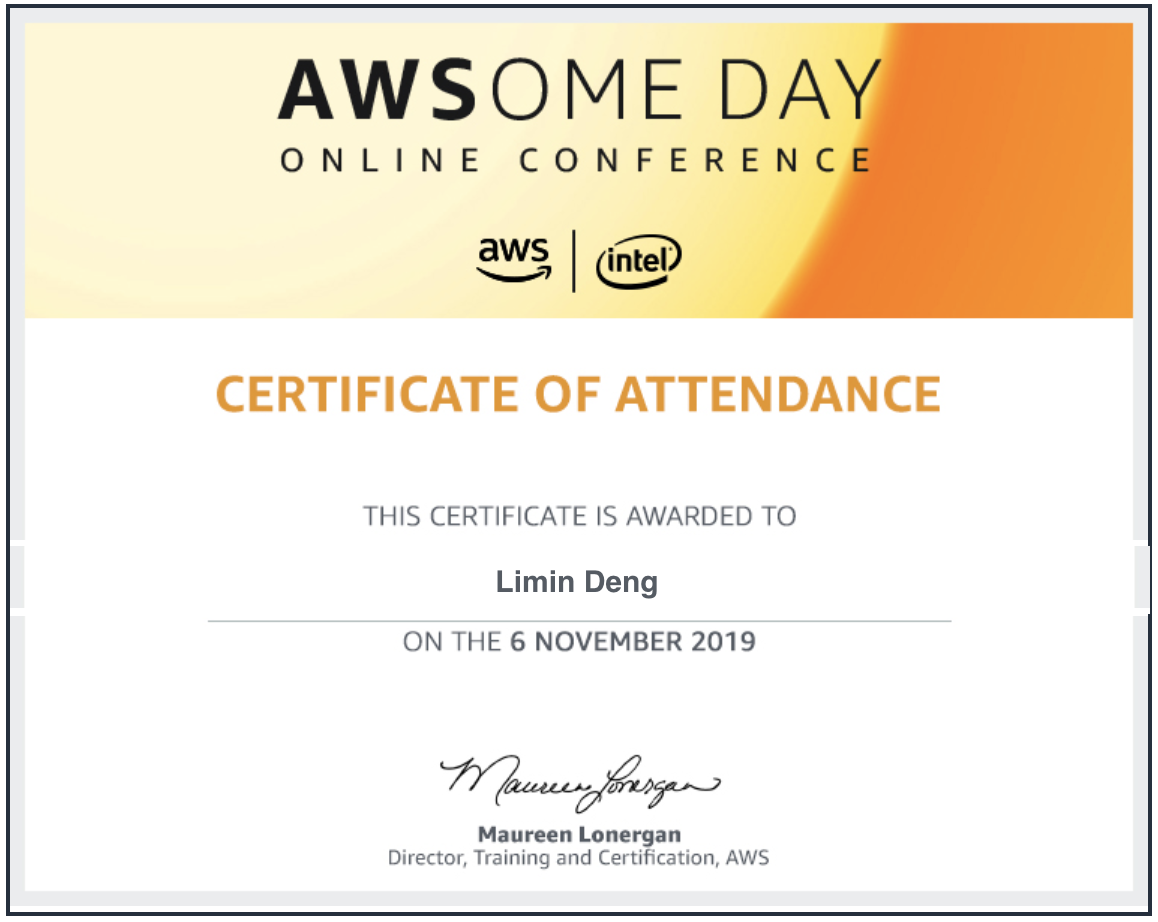 AWSOME DAY
ONLINE CONFERENCE
aws | intel
CERTIFICATE OF ATTENDANCE
THIS CERTIFICATE IS AWARDED TO
Limin Deng
ON THE 6 NOVEMBER 2019
Maureen Lonergan
Maureen Lonergan
Director, Training and Certification, AWS